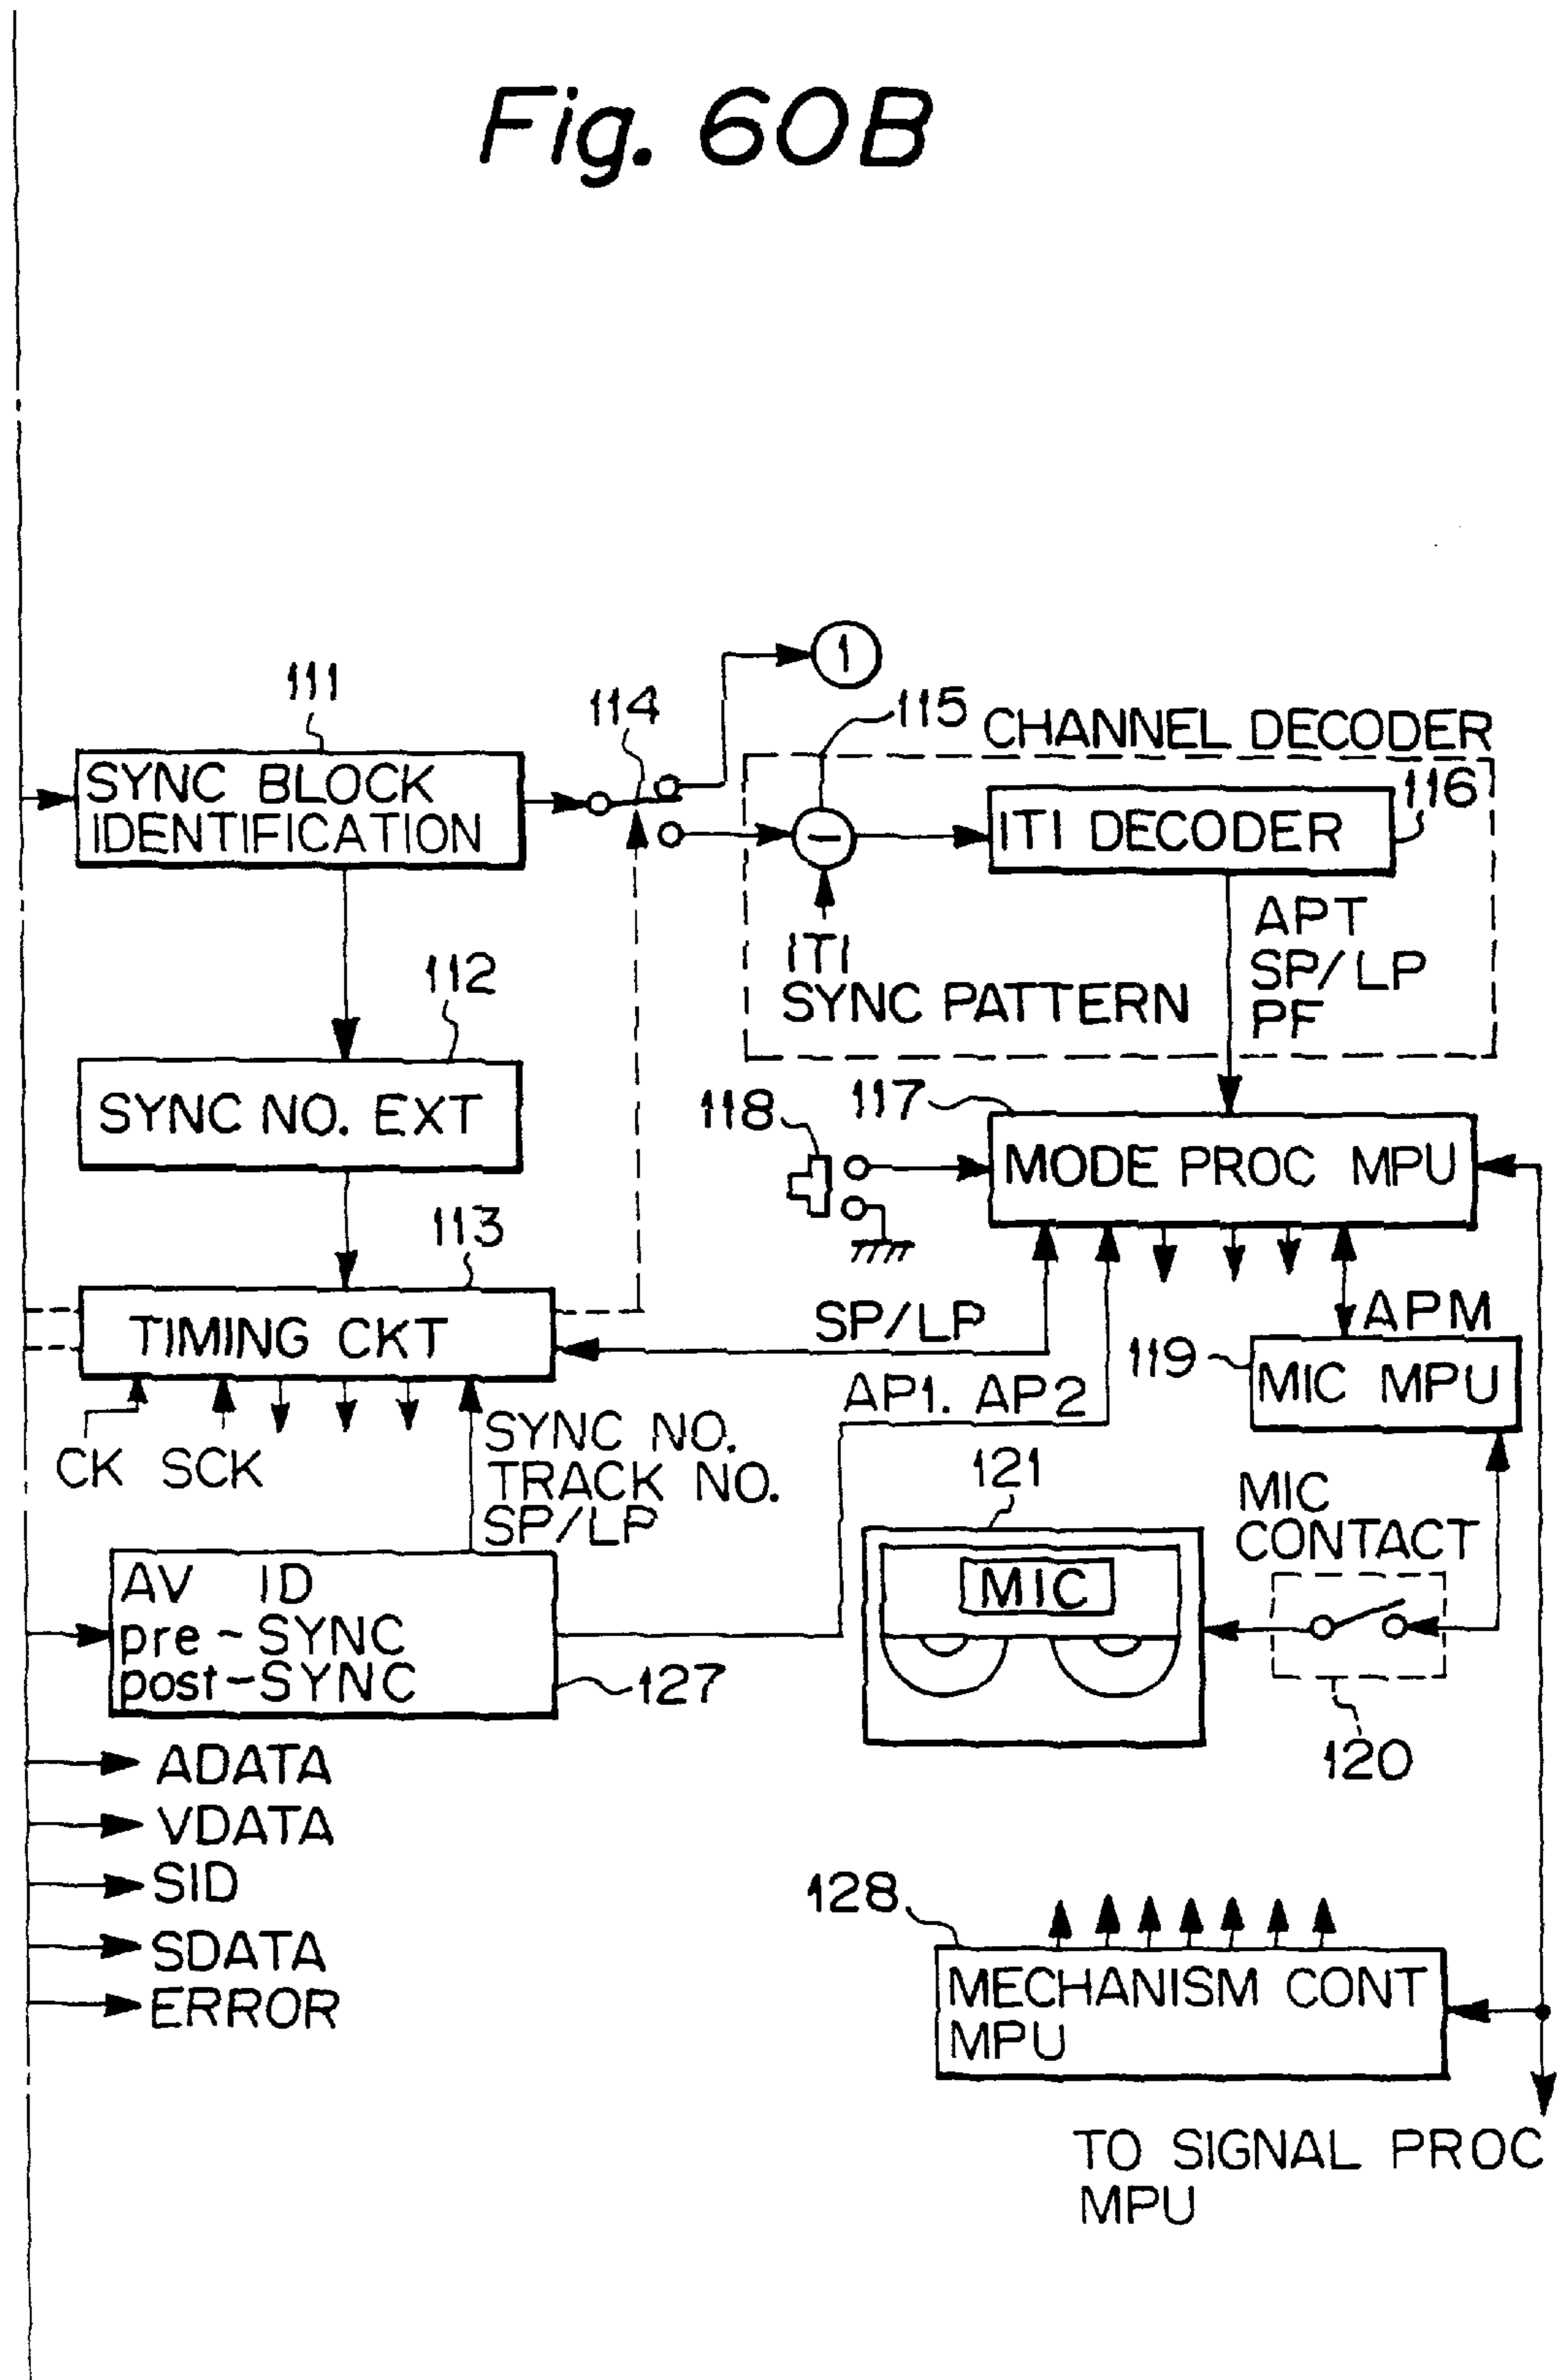 Fig. 60B
1
111
114
115
CHANNEL DECODER
SYNC BLOCK
IDENTIFICATION
116
ITI DECODER
ITI
SYNC PATTERN
APT
SP/LP
PF
112
SYNC NO. EXT
118
117
MODE PROC MPU
113
TIMING CKT
SP/LP
APM
119
MIC MPU
AP1. AP2
CK
SCK
SYNC NO.
TRACK NO.
SP/LP
121
MIC
CONTACT
MIC
AV ID
pre-SYNC
post-SYNC
127
120
ADATA
VDATA
SID
SDATA
ERROR
128
MECHANISM CONT
MPU
TO SIGNAL PROC
MPU